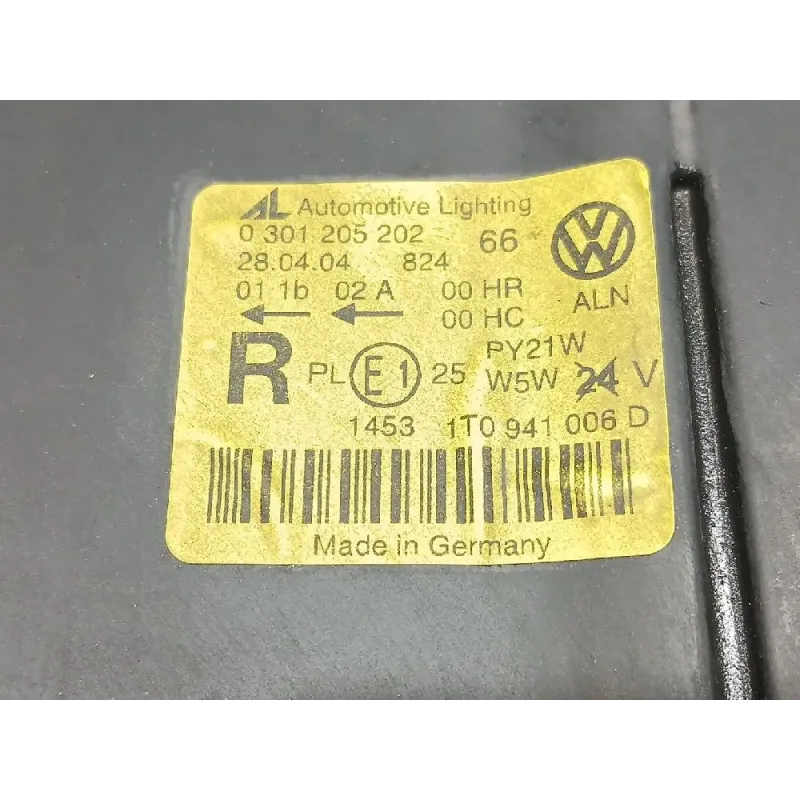 AL Automotive Lighting
0 301 205 202 66
28.04.04 824
01 1b 02 A 00 HR
00 HC
ALN
R PL E1 25
PY21W
W5W 24 V
1453 1T0 941 006 D
Made in Germany